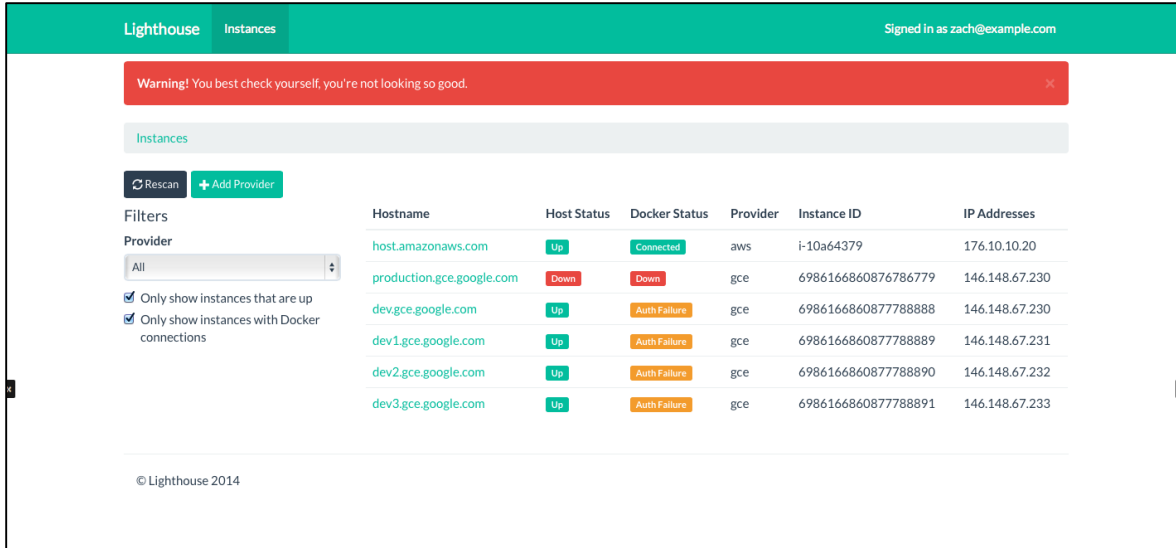 Lighthouse Instances Signed in as zach@example.com
Warning! You best check yourself, you're not looking so good. ×
Instances
Rescan Add Provider
Filters
Provider
All
Only show instances that are up
Only show instances with Docker
connections
Hostname Host Status Docker Status Provider Instance ID IP Addresses
host.amazonaws.com Up Connected aws i-10a64379 176.10.10.20
production.gce.google.com Down Down gce 6986166860876786779 146.148.67.230
dev.gce.google.com Up Auth Failure gce 6986166860877788888 146.148.67.230
dev1.gce.google.com Up Auth Failure gce 6986166860877788889 146.148.67.231
dev2.gce.google.com Up Auth Failure gce 6986166860877788890 146.148.67.232
dev3.gce.google.com Up Auth Failure gce 6986166860877788891 146.148.67.233
x
© Lighthouse 2014